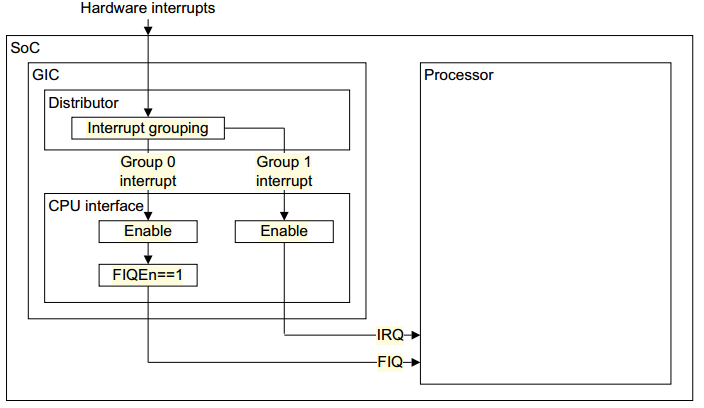 Hardware interrupts
SoC
GIC
Processor
Distributor
Interrupt grouping
Group 0
interrupt
Group 1
interrupt
CPU interface
Enable
Enable
FIQEn==1
IRQ
FIQ